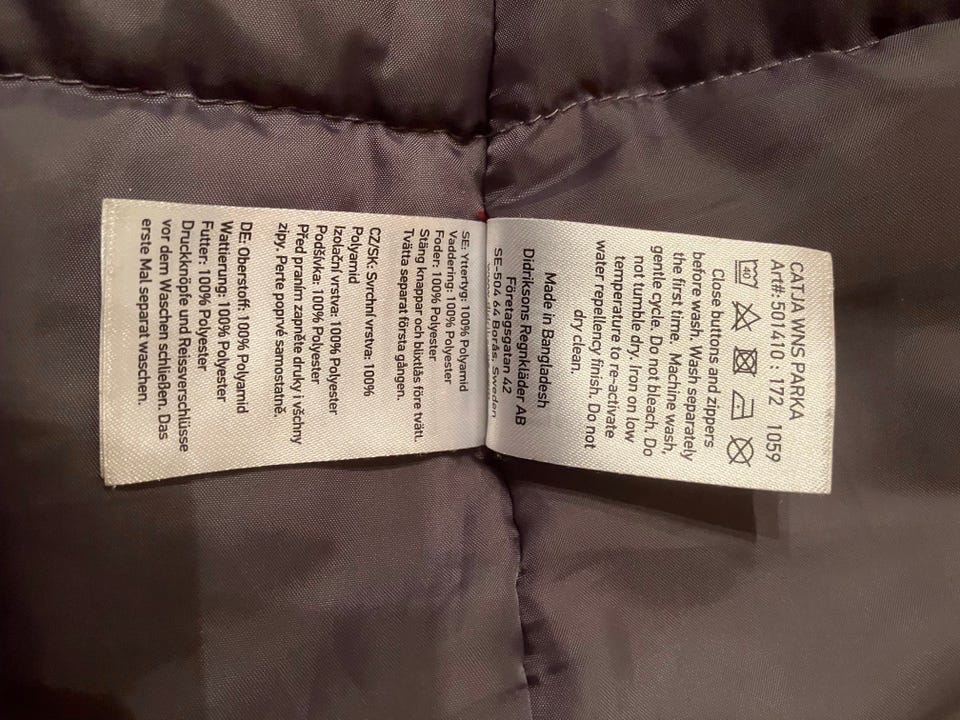 CATJA WNS PARKA
Art#: 501410 : 172 1059
40
Close buttons and zippers
before wash. Wash separately
the first time. Machine wash,
gentle cycle. Do not bleach. Do
not tumble dry. Iron on low
temperature to re-activate
water repellency finish. Do not
dry clean.
Made in Bangladesh
Didriksons Regnkläder AB
Företagsgatan 42
SE-504 64 Borås, Sweden
SE: Yttertyg: 100% Polyamid
Vaddering: 100% Polyester
Foder: 100% Polyester
Stäng knappar och blixtlås före tvätt.
Tvätta separat första gången.
CZ/SK: Svrchní vrstva: 100%
Polyamid
Izolační vrstva: 100% Polyester
Podšívka: 100% Polyester
Před praním zapněte druky i všechny
zipy. Perte poprvé samostatně.
DE: Oberstoff: 100% Polyamid
Wattierung: 100% Polyester
Futter: 100% Polyester
Druckknöpfe und Reissverschlüsse
vor dem Waschen schließen. Das
erste Mal separat waschen.